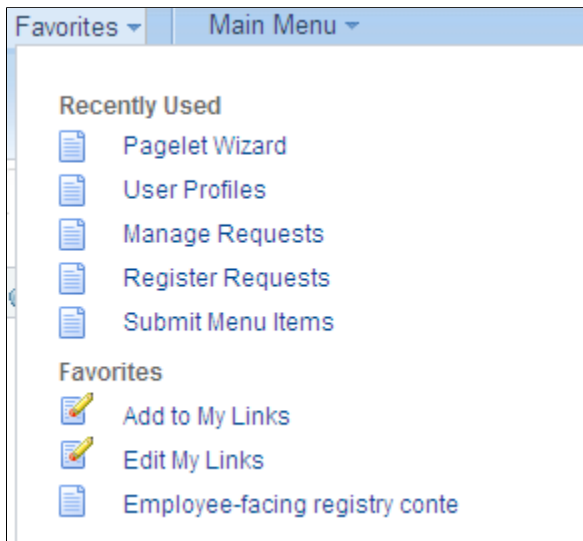 Favorites Main Menu
Recently Used
Pagelet Wizard
User Profiles
Manage Requests
Register Requests
Submit Menu Items
Favorites
Add to My Links
Edit My Links
Employee-facing registry conte